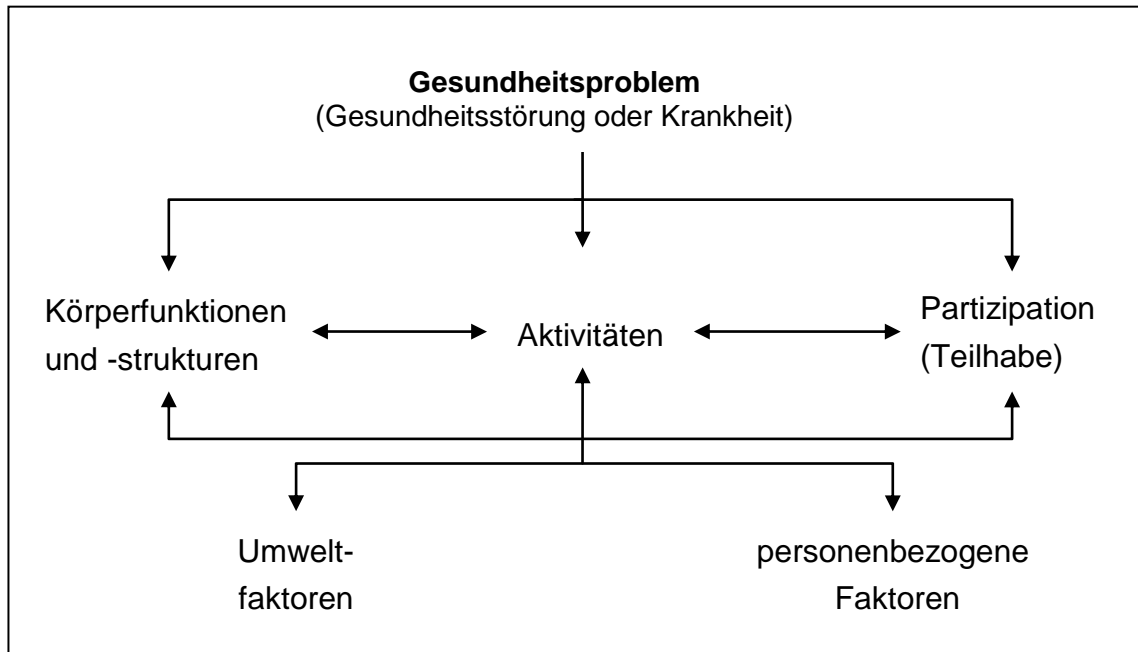 Gesundheitsproblem
(Gesundheitsstörung oder Krankheit)
Körperfunktionen
und -strukturen
Aktivitäten
Partizipation
(Teilhabe)
Umwelt-
faktoren
personenbezogene
Faktoren